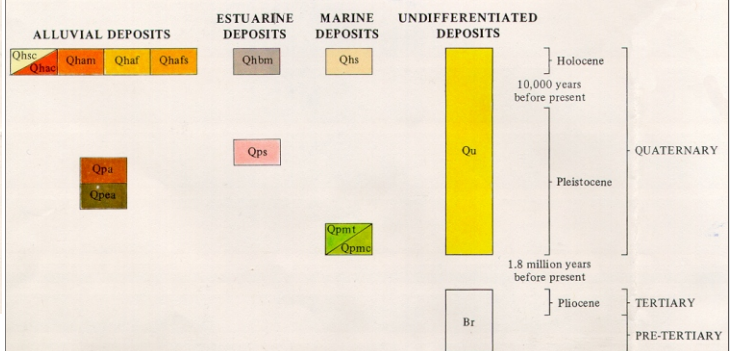 ALLUVIAL DEPOSITS
ESTUARINE
DEPOSITS
MARINE
DEPOSITS
UNDIFFERENTIATED
DEPOSITS
Qhsc
Qhac
Qham
Qhaf
Qhafs
Qhbm
Qhs
Holocene
10,000 years
before present
Qps
Qu
QUATERNARY
Qpa
Qpea
Pleistocene
Qpmt
Qpmc
1.8 million years
before present
Pliocene
TERTIARY
Br
PRE-TERTIARY